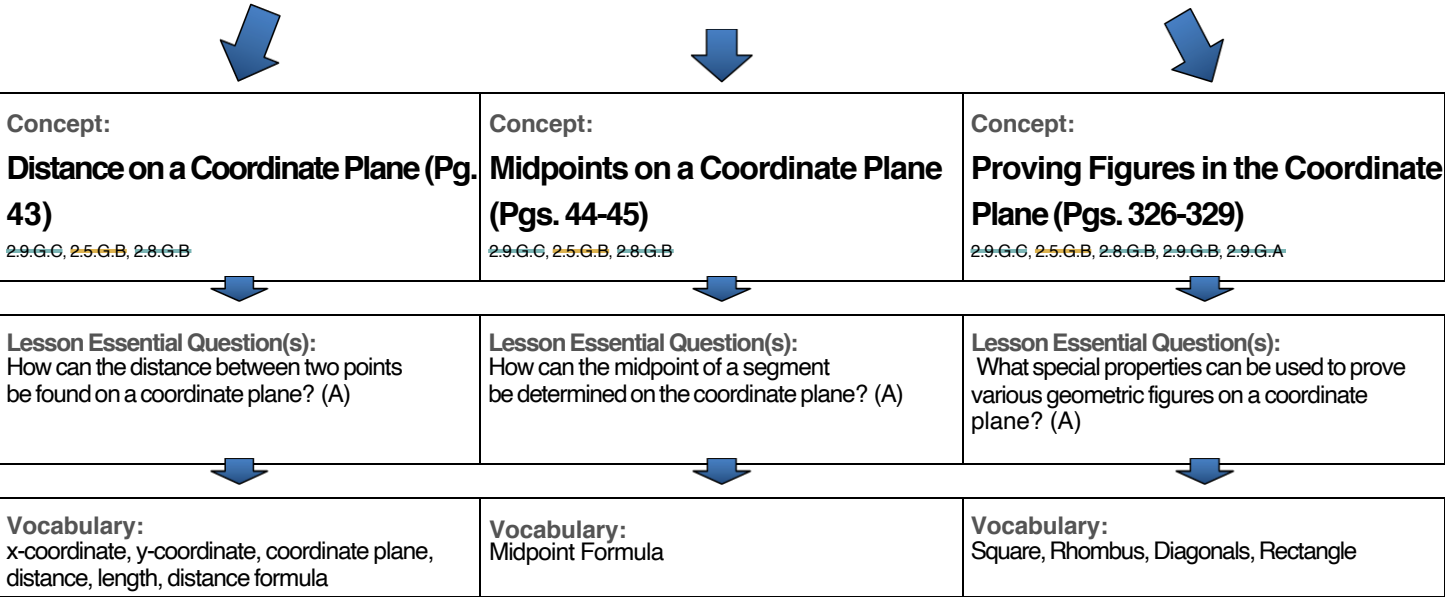 Concept:
Distance on a Coordinate Plane (Pg.
43)
2.9.G.C, 2.5.G.B, 2.8.G.B
Concept:
Midpoints on a Coordinate Plane
(Pgs. 44-45)
2.9.G.C, 2.5.G.B, 2.8.G.B
Concept:
Proving Figures in the Coordinate
Plane (Pgs. 326-329)
2.9.G.C, 2.5.G.B, 2.8.G.B, 2.9.G.B, 2.9.G.A
Lesson Essential Question(s):
How can the distance between two points
be found on a coordinate plane? (A)
Lesson Essential Question(s):
How can the midpoint of a segment
be determined on the coordinate plane? (A)
Lesson Essential Question(s):
What special properties can be used to prove
various geometric figures on a coordinate
plane? (A)
Vocabulary:
x-coordinate, y-coordinate, coordinate plane,
distance, length, distance formula
Vocabulary:
Midpoint Formula
Vocabulary:
Square, Rhombus, Diagonals, Rectangle